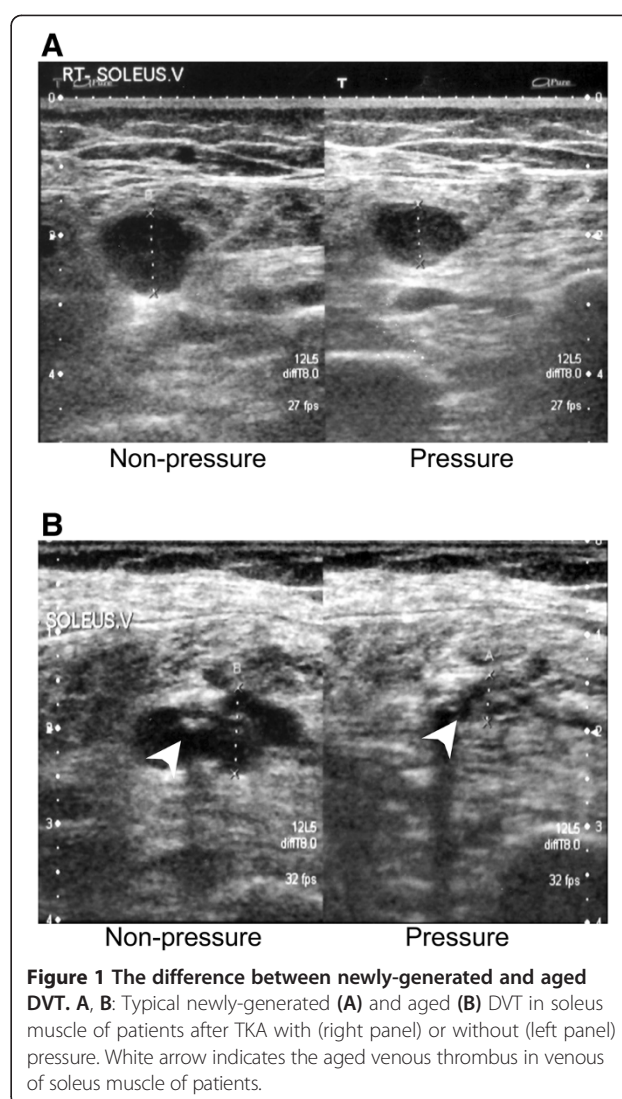 A
RT- SOLEUS.V
T aPure
T
aPure
0
0
2
2
4
4
12L5
diffT8.0
27 fps
12L5
diffT8.0
27 fps
Non-pressure
Pressure
B
SOLEUS.V
1
1
B
A
2
2
3
3
12L5
diffT8.0
32 fps
12L5
diffT8.0
32 fps
4
Non-pressure
Pressure
Figure 1 The difference between newly-generated and aged
DVT. A, B: Typical newly-generated (A) and aged (B) DVT in soleus
muscle of patients after TKA with (right panel) or without (left panel)
pressure. White arrow indicates the aged venous thrombus in venous
of soleus muscle of patients.